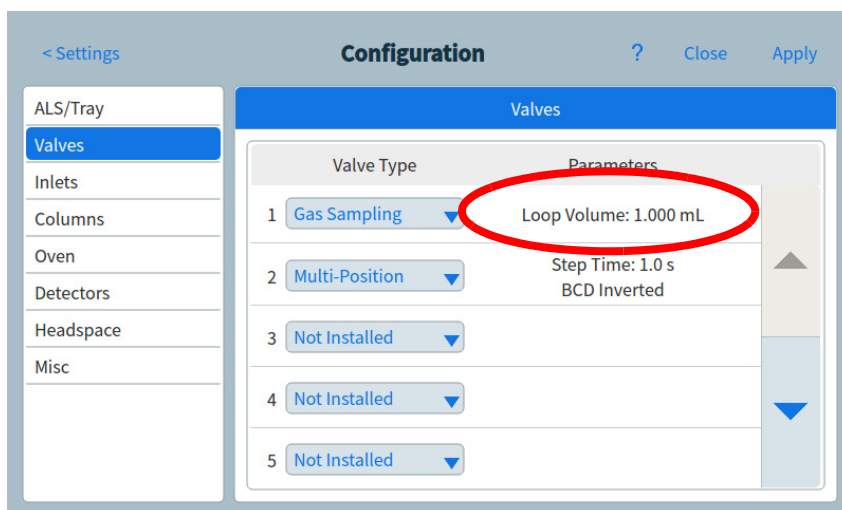 < Settings Configuration ? Close Apply
ALS/Tray
Valves
Inlets
Columns
Oven
Detectors
Headspace
Misc
Valves
Valve Type Parameters
1 Gas Sampling Loop Volume: 1.000 mL
2 Multi-Position Step Time: 1.0 s
BCD Inverted
3 Not Installed
4 Not Installed
5 Not Installed